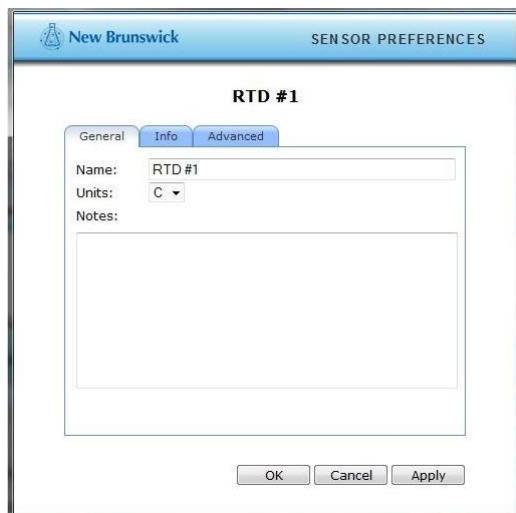 New Brunswick SENSOR PREFERENCES
RTD #1
General Info Advanced
Name: RTD #1
Units: C
Notes:
OK Cancel Apply